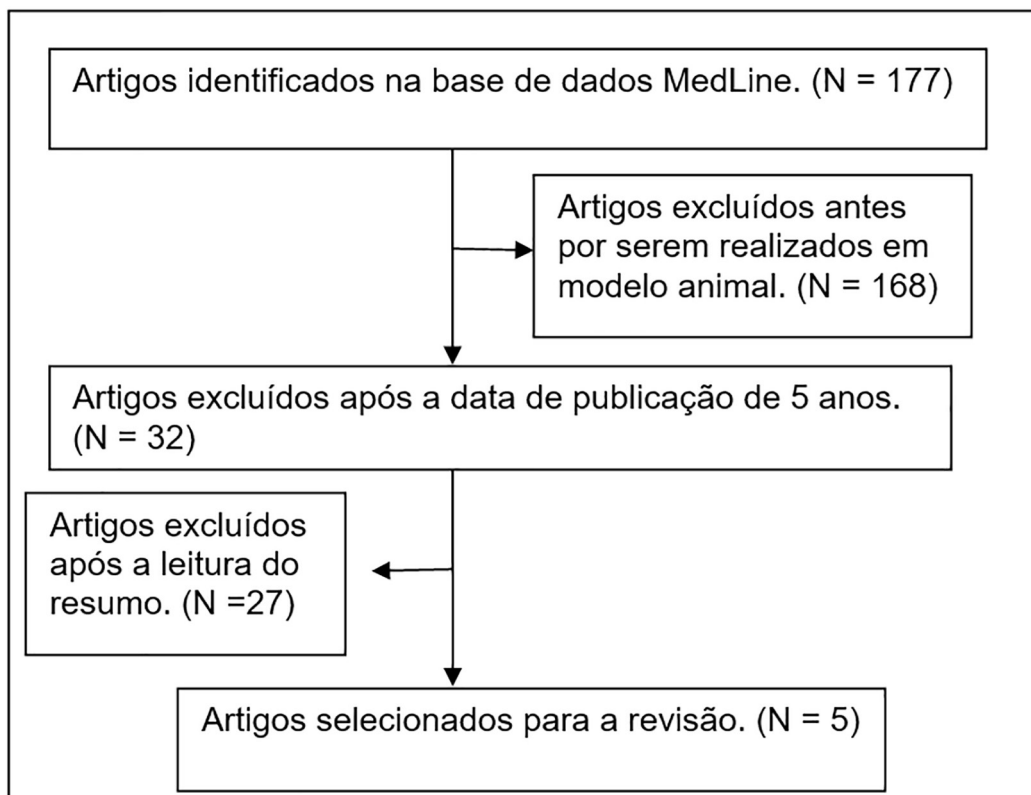 Artigos identificados na base de dados MedLine. (N = 177)
Artigos excluídos antes
por serem realizados em
modelo animal. (N = 168)
Artigos excluídos após a data de publicação de 5 anos.
(N = 32)
Artigos excluídos
após a leitura do
resumo. (N =27)
Artigos selecionados para a revisão. (N = 5)